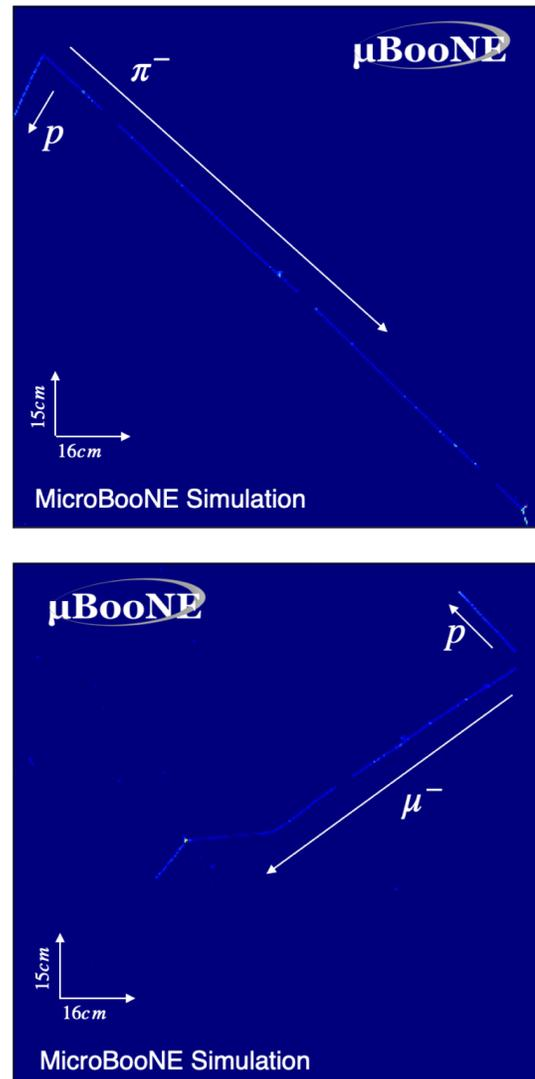 μBooNE
π⁻
p
15cm
16cm
MicroBooNE Simulation
μBooNE
p
μ⁻
15cm
16cm
MicroBooNE Simulation